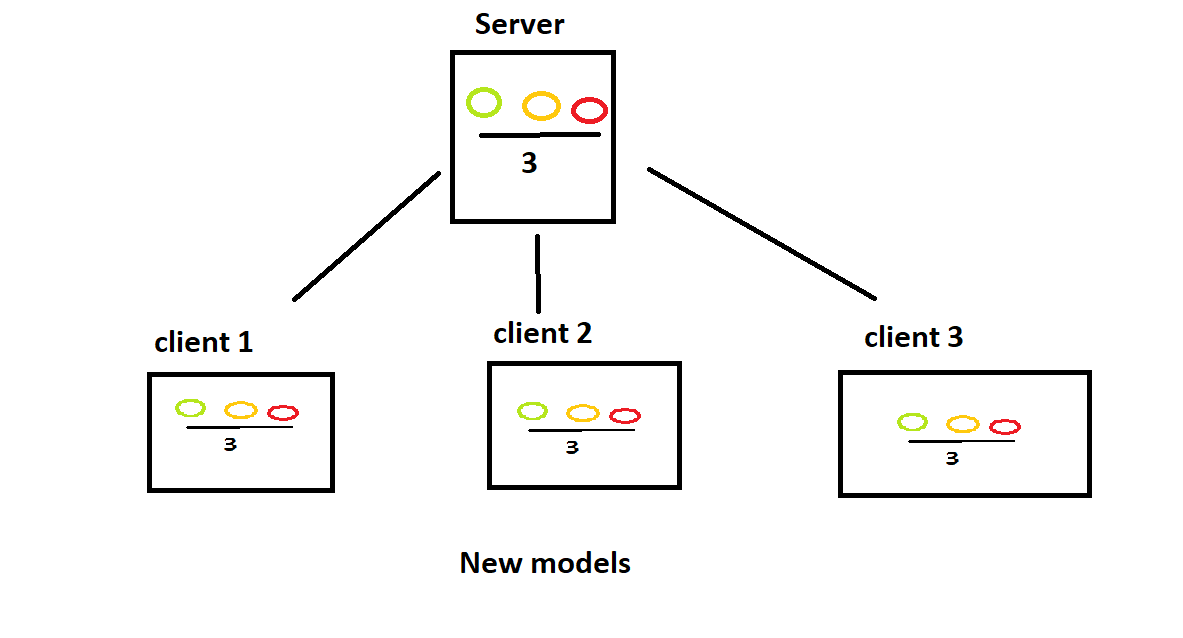 Server
3
client 1
client 2
client 3
3
3
3
New models